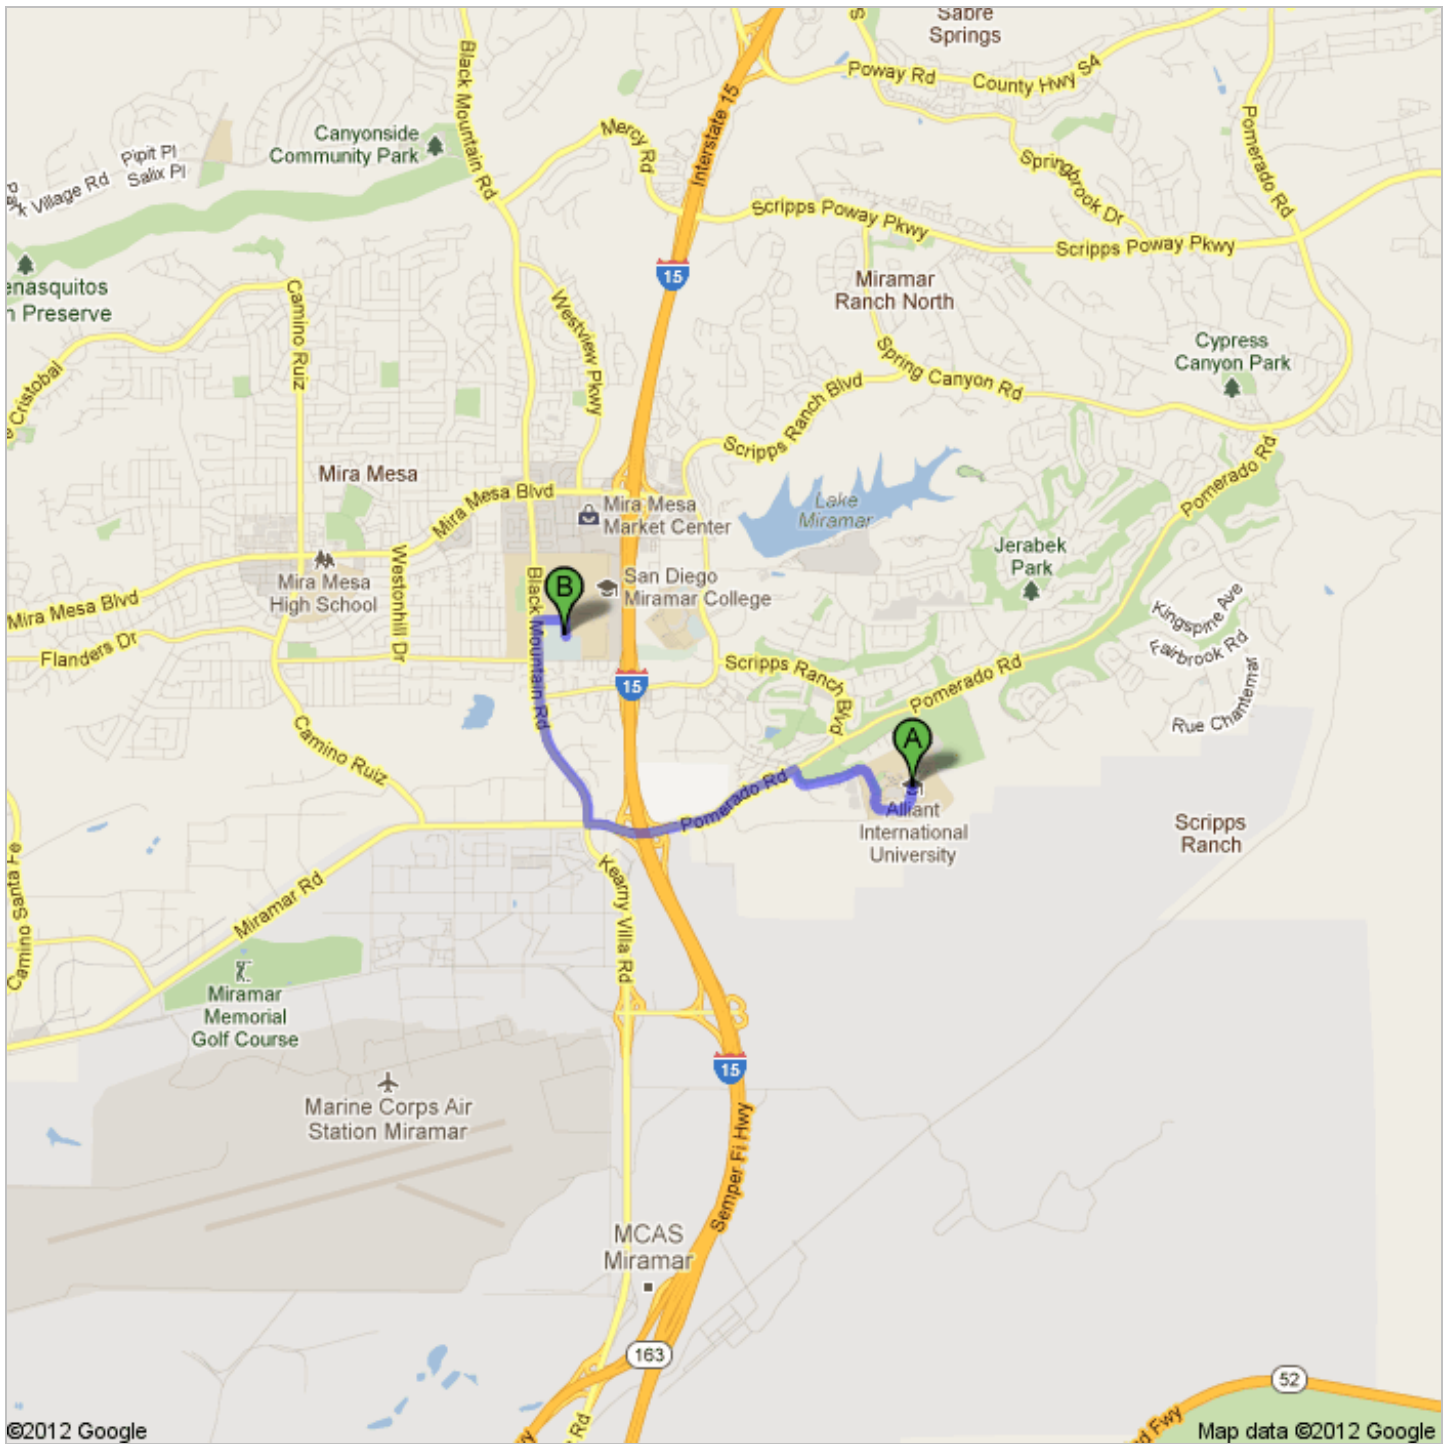 Sabre
Springs
Poway Rd
County Hwy S4
Black Mountain Rd
Interstate 15
Mercy Rd
Canyonside
Community Park
Pipit Pl
Salix Pl
Village Rd
Springbrook Dr
Pomerado Rd
Scripps Poway Pkwy
Scripps Poway Pkwy
15
Miramar
Ranch North
enasquitos
n Preserve
Camino Ruiz
Westview Pkwy
Cypress
Canyon Park
Spring Canyon Rd
e Cristobal
Scripps Ranch Blvd
Pomerado Rd
Mira Mesa
Mira Mesa Blvd
Mira Mesa
Market Center
Lake
Miramar
Jerabek
Park
Westonhill Dr
Mira Mesa
High School
Mira Mesa Blvd
B
San Diego
Miramar College
Black Mountain Rd
Kingspine Ave
Fairbrook Rd
Rue Chantemar
Flanders Dr
Scripps Ranch Blvd
Pomerado Rd
15
A
Camino Ruiz
Pomerado Rd
Alliant
International
University
Scripps
Ranch
Camino Santa Fe
Miramar Rd
Kearny Villa Rd
Miramar
Memorial
Golf Course
15
Marine Corps Air
Station Miramar
Semper Fi Hwy
MCAS
Miramar
163
52
Rd
d Fwy
©2012 Google
Map data ©2012 Google